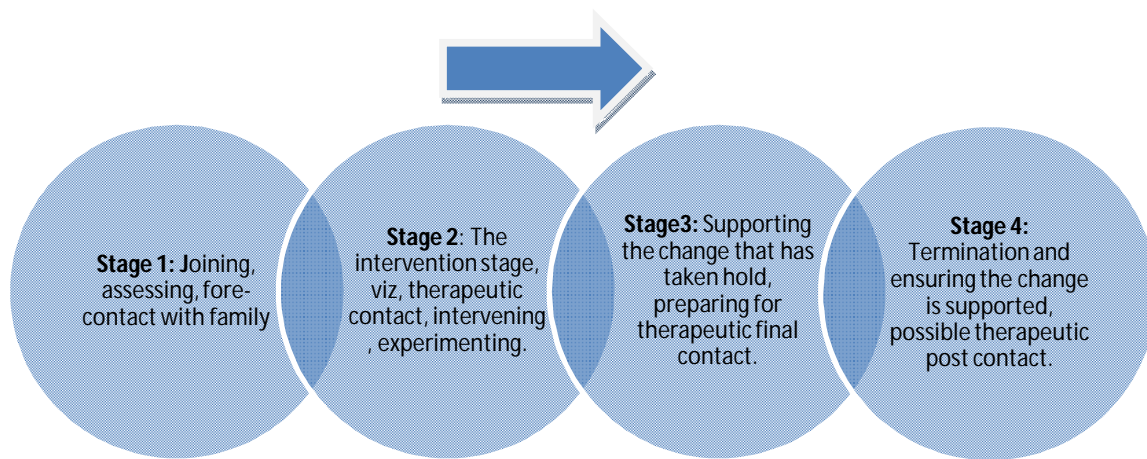 Stage 1: Joining,
assessing, fore-
contact with family
Stage 2: The
intervention stage,
viz, therapeutic
contact, intervening
, experimenting.
Stage3: Supporting
the change that has
taken hold,
preparing for
therapeutic final
contact.
Stage 4:
Termination and
ensuring the change
is supported,
possible therapeutic
post contact.